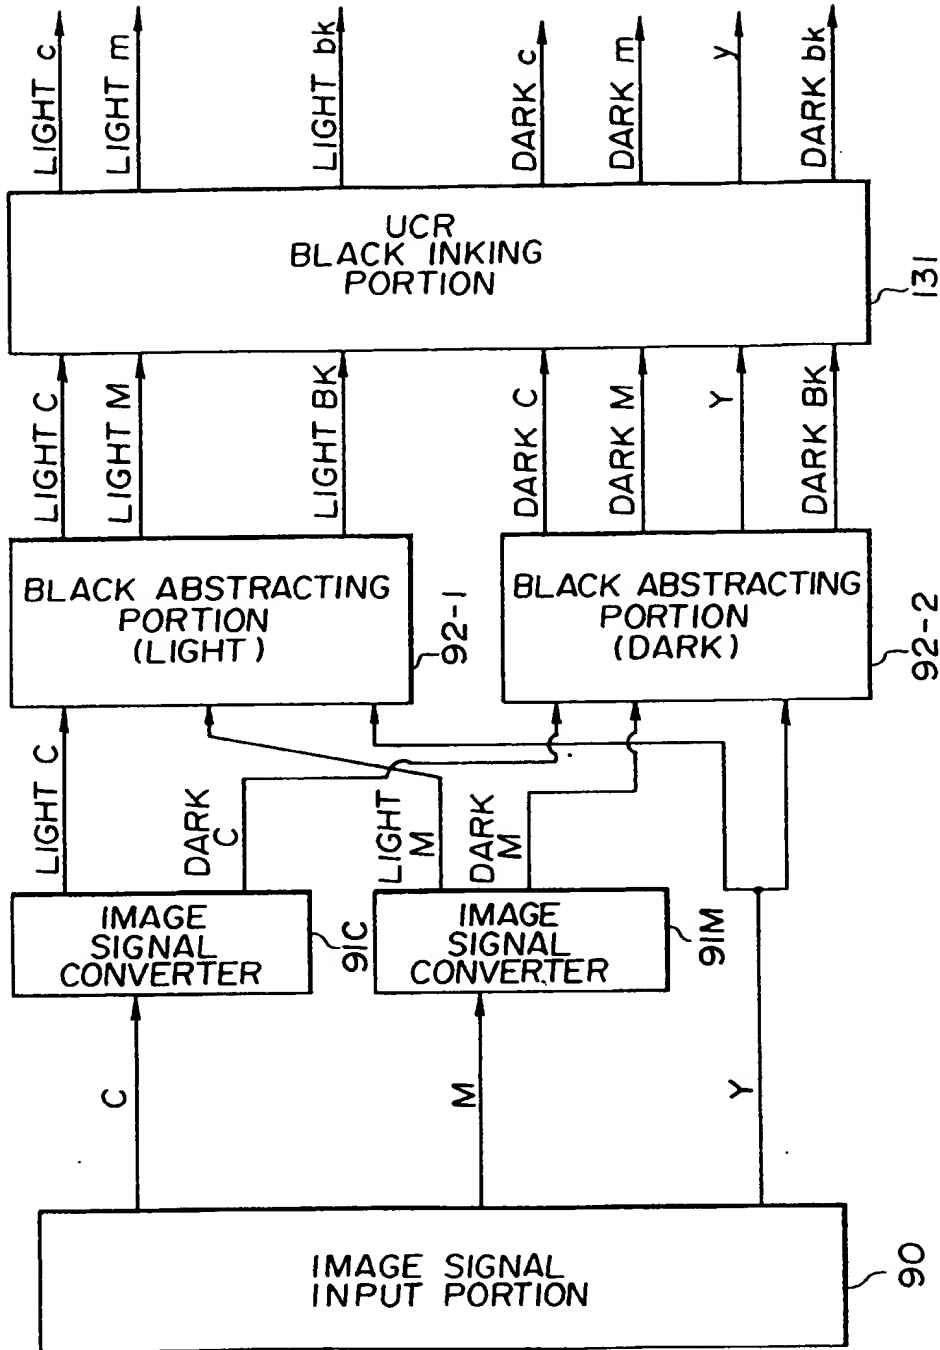 LIGHT c
LIGHT m
LIGHT bk
DARK c
DARK m
y
DARK bk
UCR
BLACK INKING
PORTION
131
LIGHT C
LIGHT M
LIGHT BK
DARK C
DARK M
Y
DARK BK
BLACK ABSTRACTING
PORTION
(LIGHT)
92-1
BLACK ABSTRACTING
PORTION
(DARK)
92-2
LIGHT C
DARK
C
LIGHT
M
DARK
M
IMAGE
SIGNAL
CONVERTER
91C
IMAGE
SIGNAL
CONVERTER
91M
C
M
Y
IMAGE SIGNAL
INPUT PORTION
90